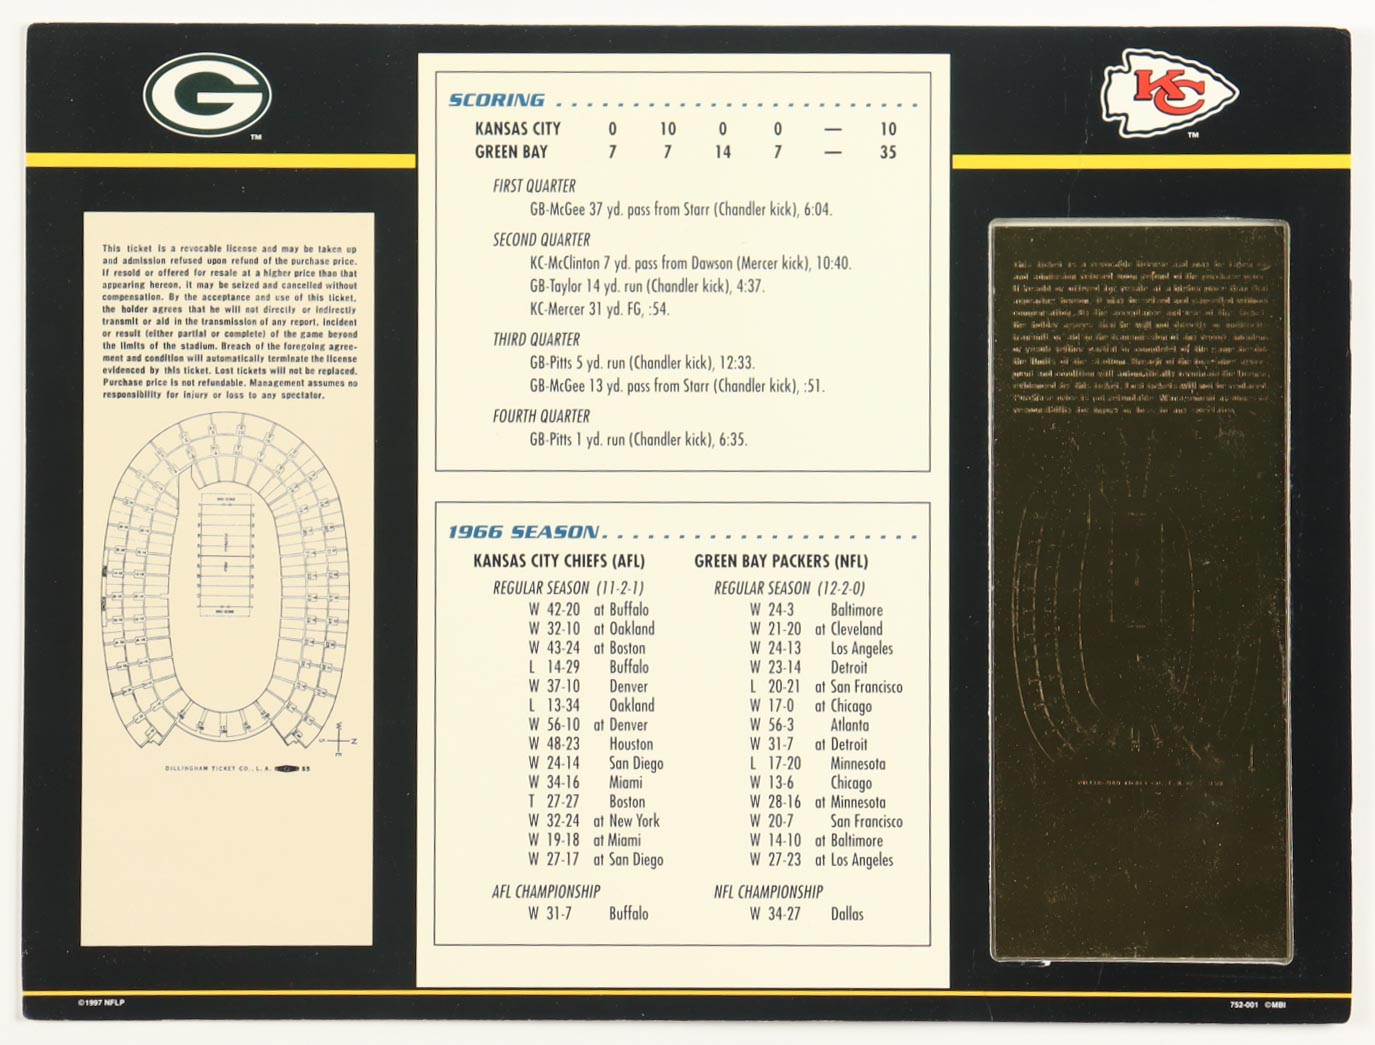 G
TM
KC
TM
This ticket is a revocable license and may be taken up
and admission refused upon refund of the purchase price.
If resold or offered for resale at a higher price than that
appearing hereon, it may be seized and cancelled without
compensation. By the acceptance and use of this ticket,
the holder agrees that he will not directly or indirectly
transmit or aid in the transmission of any report, incident
or result (either partial or complete) of the game beyond
the limits of the stadium. Breach of the foregoing agree-
ment and condition will automatically terminate the license
evidenced by this ticket. Lost tickets will not be replaced.
Purchase price is not refundable. Management assumes no
responsibility for injury or loss to any spectator.
W
S N
E
DILLINGHAM TICKET CO., L. A. 85
SCORING . . . . . . . . . . . . . . . . . . . . . . . .
KANSAS CITY 0 10 0 0 — 10
GREEN BAY 7 7 14 7 — 35
FIRST QUARTER
GB-McGee 37 yd. pass from Starr (Chandler kick), 6:04.
SECOND QUARTER
KC-McClinton 7 yd. pass from Dawson (Mercer kick), 10:40.
GB-Taylor 14 yd. run (Chandler kick), 4:37.
KC-Mercer 31 yd. FG, :54.
THIRD QUARTER
GB-Pitts 5 yd. run (Chandler kick), 12:33.
GB-McGee 13 yd. pass from Starr (Chandler kick), :51.
FOURTH QUARTER
GB-Pitts 1 yd. run (Chandler kick), 6:35.
1966 SEASON. . . . . . . . . . . . . . . . . . . . .
KANSAS CITY CHIEFS (AFL)
REGULAR SEASON (11-2-1)
W 42-20 at Buffalo
W 32-10 at Oakland
W 43-24 at Boston
L 14-29 Buffalo
W 37-10 Denver
L 13-34 Oakland
W 56-10 at Denver
W 48-23 Houston
W 24-14 San Diego
W 34-16 Miami
T 27-27 Boston
W 32-24 at New York
W 19-18 at Miami
W 27-17 at San Diego
AFL CHAMPIONSHIP
W 31-7 Buffalo
GREEN BAY PACKERS (NFL)
REGULAR SEASON (12-2-0)
W 24-3 Baltimore
W 21-20 at Cleveland
W 24-13 Los Angeles
W 23-14 Detroit
L 20-21 at San Francisco
W 17-0 at Chicago
W 56-3 Atlanta
W 31-7 at Detroit
L 17-20 Minnesota
W 13-6 Chicago
W 28-16 at Minnesota
W 20-7 San Francisco
W 14-10 at Baltimore
W 27-23 at Los Angeles
NFL CHAMPIONSHIP
W 34-27 Dallas
©1997 NFLP
752-001 ©MBI